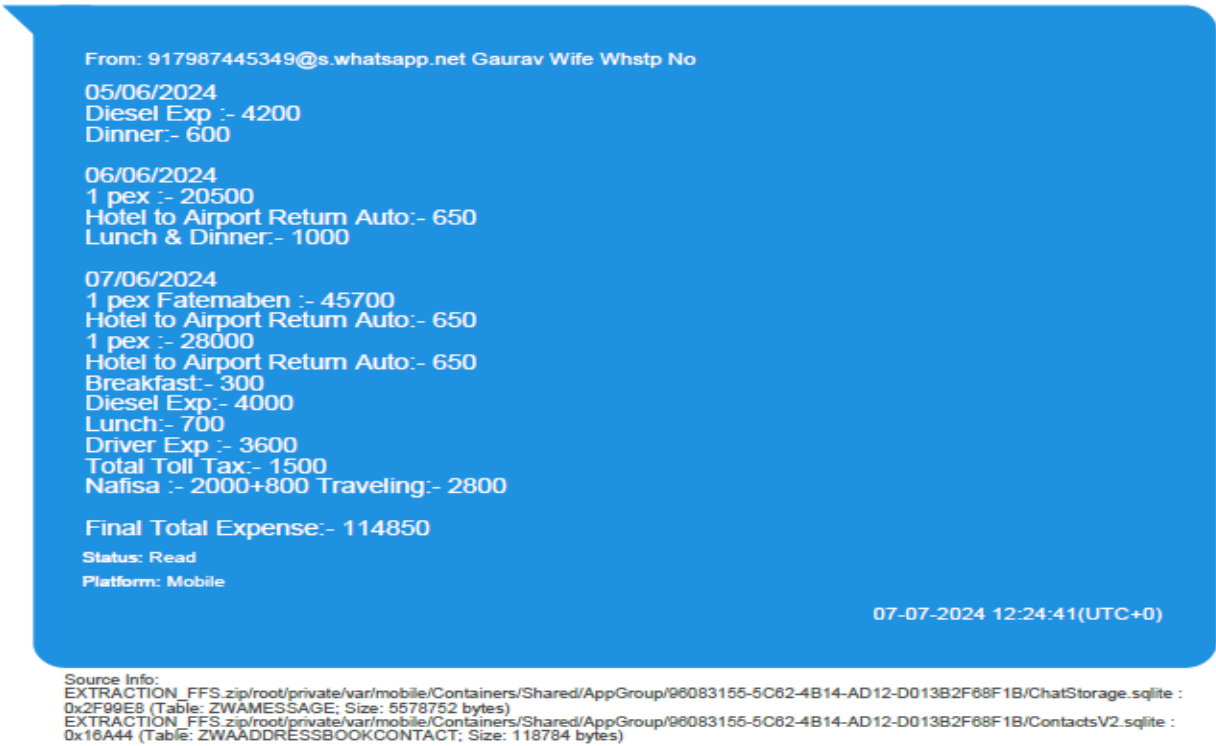 From: 917987445349@s.whatsapp.net Gaurav Wife Whstp No
05/06/2024
Diesel Exp :- 4200
Dinner:- 600
06/06/2024
1 pex :- 20500
Hotel to Airport Return Auto:- 650
Lunch & Dinner:- 1000
07/06/2024
1 pex Fatemaben :- 45700
Hotel to Airport Return Auto:- 650
1 pex :- 28000
Hotel to Airport Return Auto:- 650
Breakfast:- 300
Diesel Exp:- 4000
Lunch:- 700
Driver Exp :- 3600
Total Toll Tax:- 1500
Nafisa :- 2000+800 Traveling:- 2800
Final Total Expense:- 114850
Status: Read
Platform: Mobile
07-07-2024 12:24:41(UTC+0)
Source Info:
EXTRACTION_FFS.zip/root/private/var/mobile/Containers/Shared/AppGroup/96083155-5C62-4B14-AD12-D013B2F68F1B/ChatStorage.sqlite :
0x2F99E8 (Table: ZWAMESSAGE; Size: 5578752 bytes)
EXTRACTION_FFS.zip/root/private/var/mobile/Containers/Shared/AppGroup/96083155-5C62-4B14-AD12-D013B2F68F1B/ContactsV2.sqlite :
0x16A44 (Table: ZWAADDRESSBOOKCONTACT; Size: 118784 bytes)